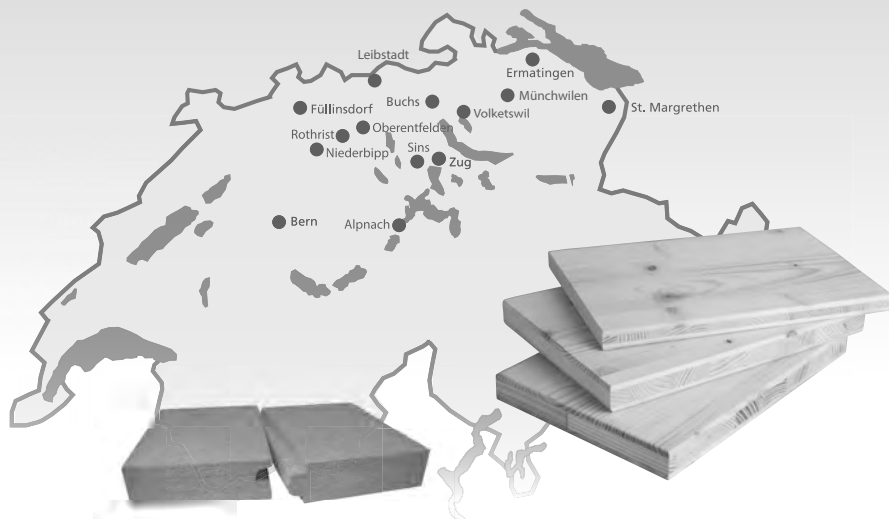 Leibstadt
Ermatingen
Füllinsdorf
Buchs
Münchwilen
St. Margrethen
Volketswil
Rothrist
Oberentfelden
Niederbipp
Sins
Zug
Bern
Alpnach